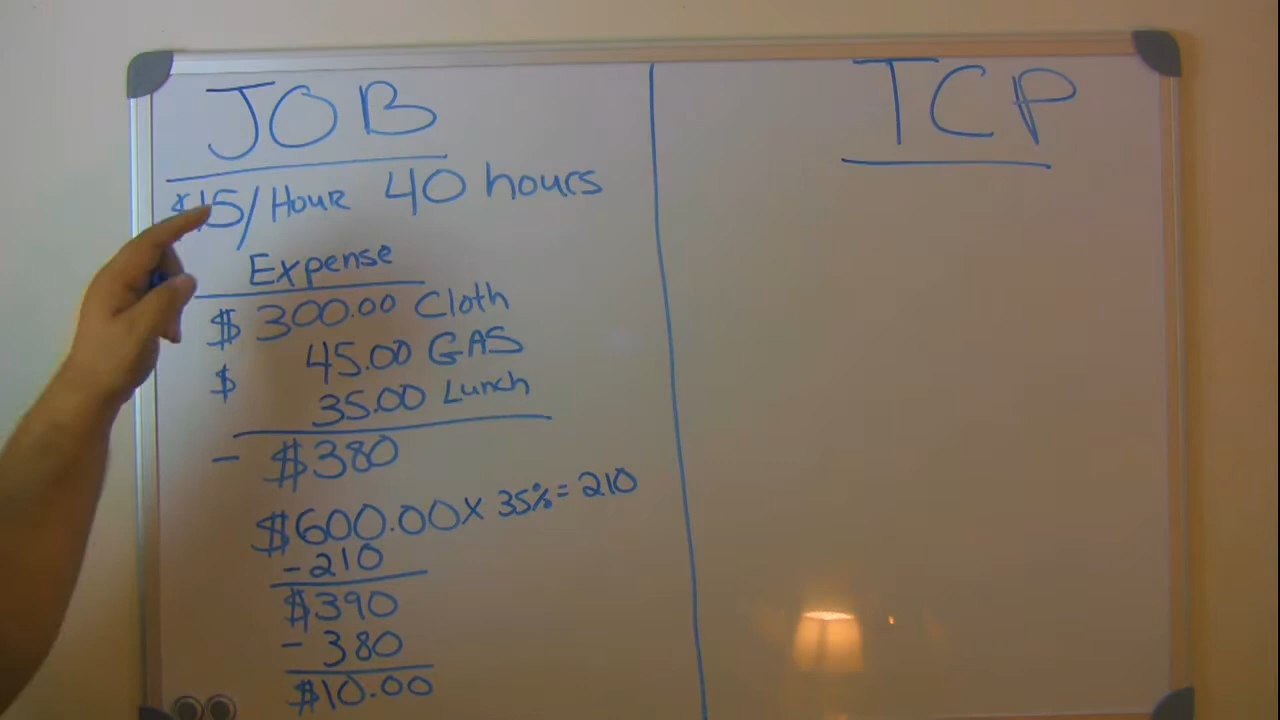 JOB
$15/HOUR 40 hours
Expense
$300.00 Cloth
$ 45.00 GAS
35.00 Lunch
- $380
$600.00 x 35% = 210
-210
$390
- 380
$10.00
TCP